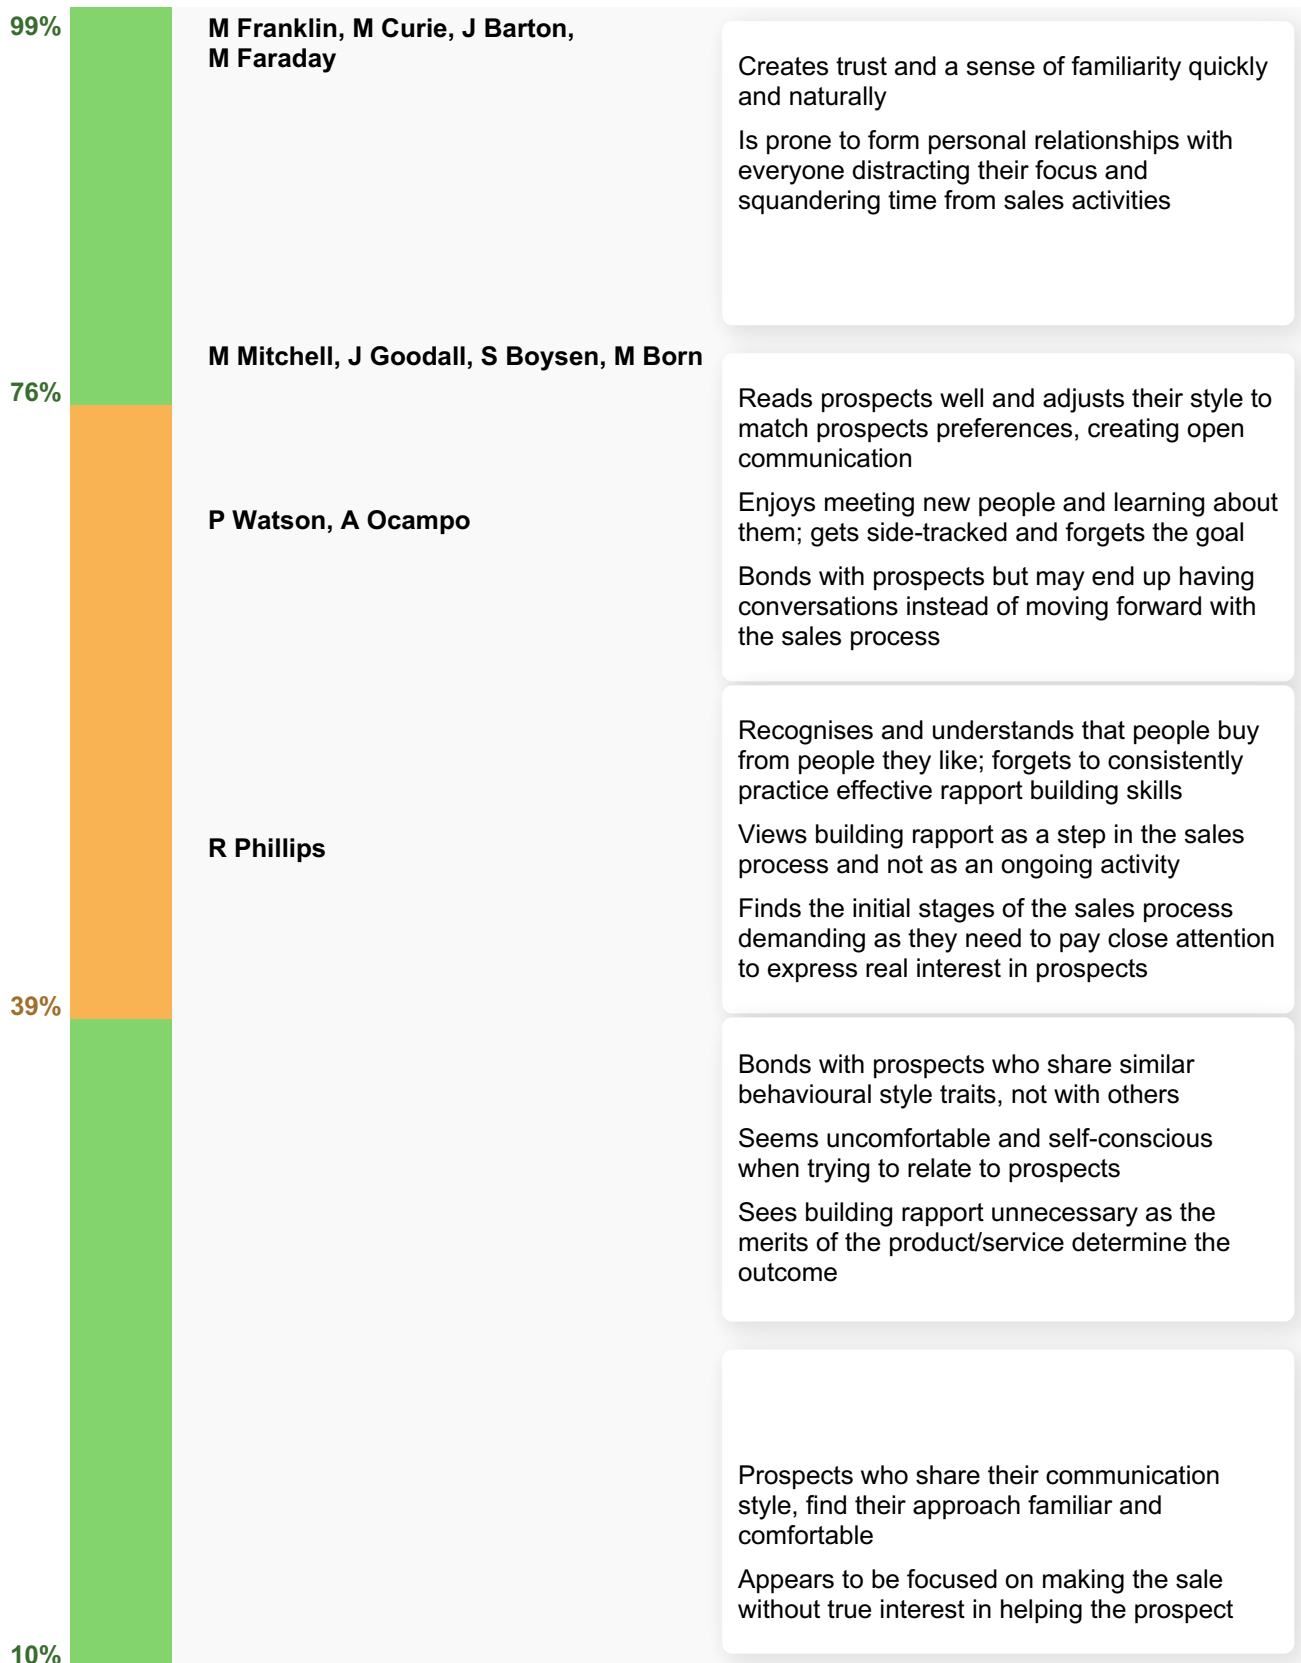 99%
M Franklin, M Curie, J Barton,
M Faraday
Creates trust and a sense of familiarity quickly
and naturally
Is prone to form personal relationships with
everyone distracting their focus and
squandering time from sales activities
M Mitchell, J Goodall, S Boysen, M Born
76%
Reads prospects well and adjusts their style to
match prospects preferences, creating open
communication
Enjoys meeting new people and learning about
them; gets side-tracked and forgets the goal
Bonds with prospects but may end up having
conversations instead of moving forward with
the sales process
P Watson, A Ocampo
Recognises and understands that people buy
from people they like; forgets to consistently
practice effective rapport building skills
Views building rapport as a step in the sales
process and not as an ongoing activity
Finds the initial stages of the sales process
demanding as they need to pay close attention
to express real interest in prospects
R Phillips
39%
Bonds with prospects who share similar
behavioural style traits, not with others
Seems uncomfortable and self-conscious
when trying to relate to prospects
Sees building rapport unnecessary as the
merits of the product/service determine the
outcome
Prospects who share their communication
style, find their approach familiar and
comfortable
Appears to be focused on making the sale
without true interest in helping the prospect
10%